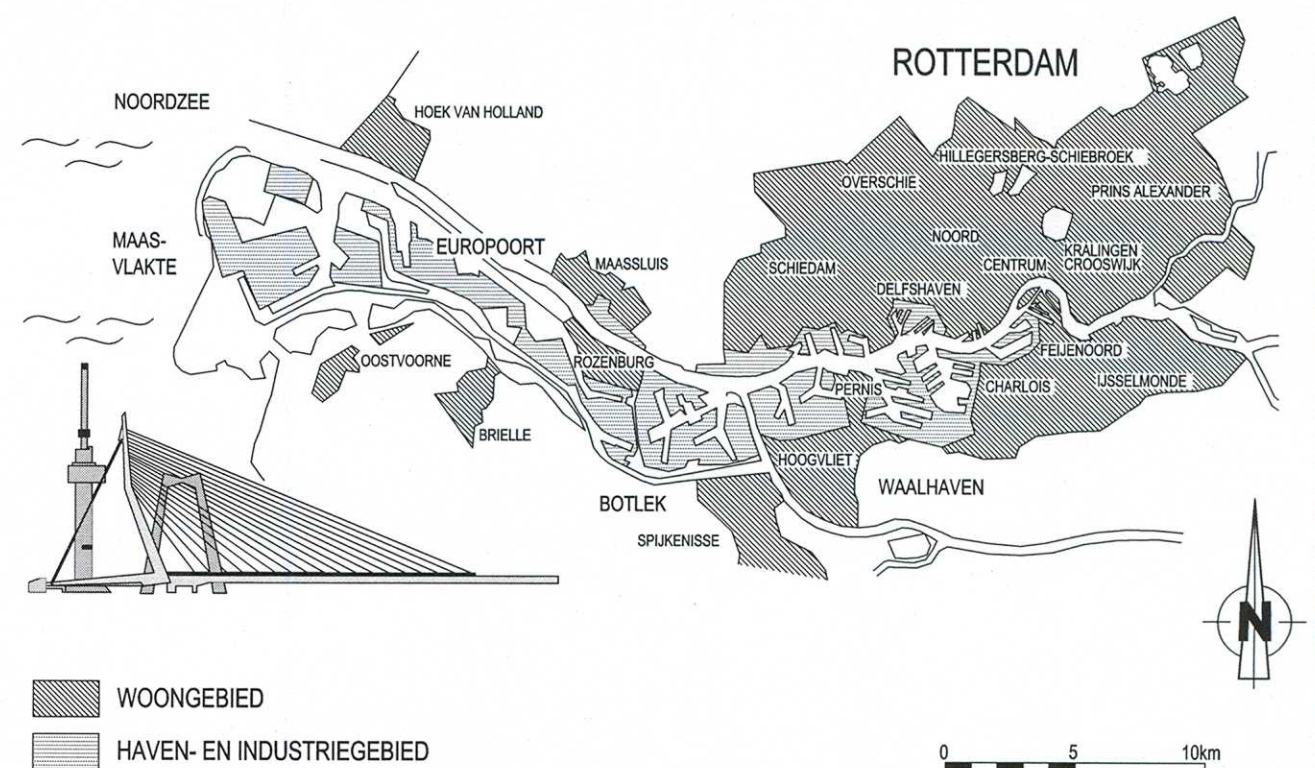 ROTTERDAM
NOORDZEE
HOEK VAN HOLLAND
HILLEGERSBERG-SCHIEBROEK
OVERSCHIE
PRINS ALEXANDER
MAAS-
VLAKTE
EUROPOORT
MAASSLUIS
SCHIEDAM
NOORD
CENTRUM
KRALINGEN
CROOSWIJK
DELFSHAVEN
OOSTVOORNE
ROZENBURG
PERNIS
FEIJENOORD
CHARLOIS
IJSSELMONDE
BRIELLE
HOOGVLIET
WAALHAVEN
BOTLEK
SPIJKENISSE
N
WOONGEBIED
HAVEN- EN INDUSTRIEGEBIED
0 5 10km